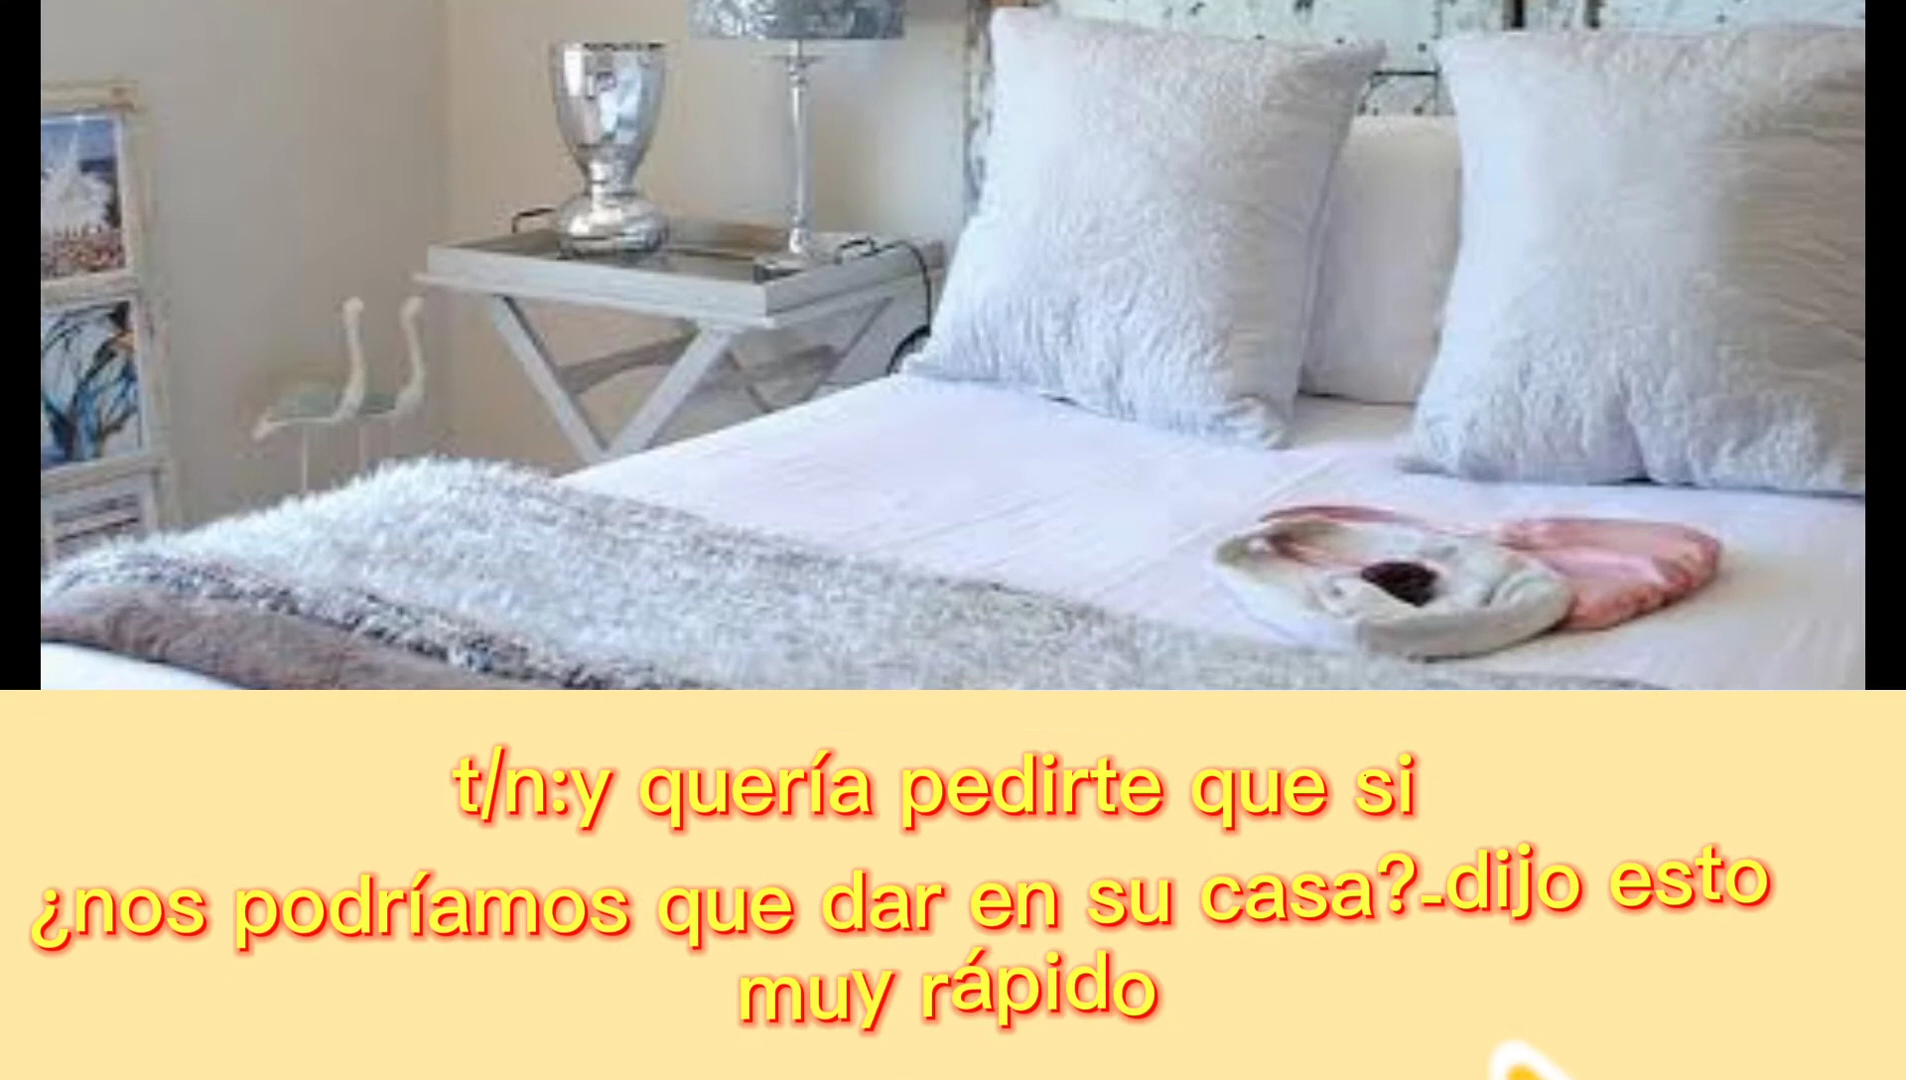 t/n:y quería pedirte que si
¿nos podríamos que dar en su casa?-dijo esto
muy rápido